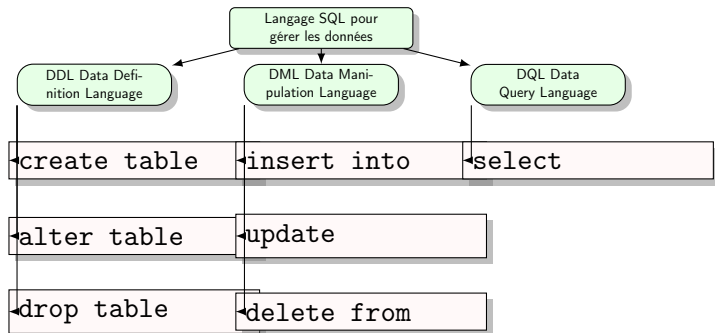 Langage SQL pour
gérer les données
DDL Data Defi-
nition Language
DML Data Mani-
pulation Language
DQL Data
Query Language
create table
insert into
select
alter table
update
drop table
delete from